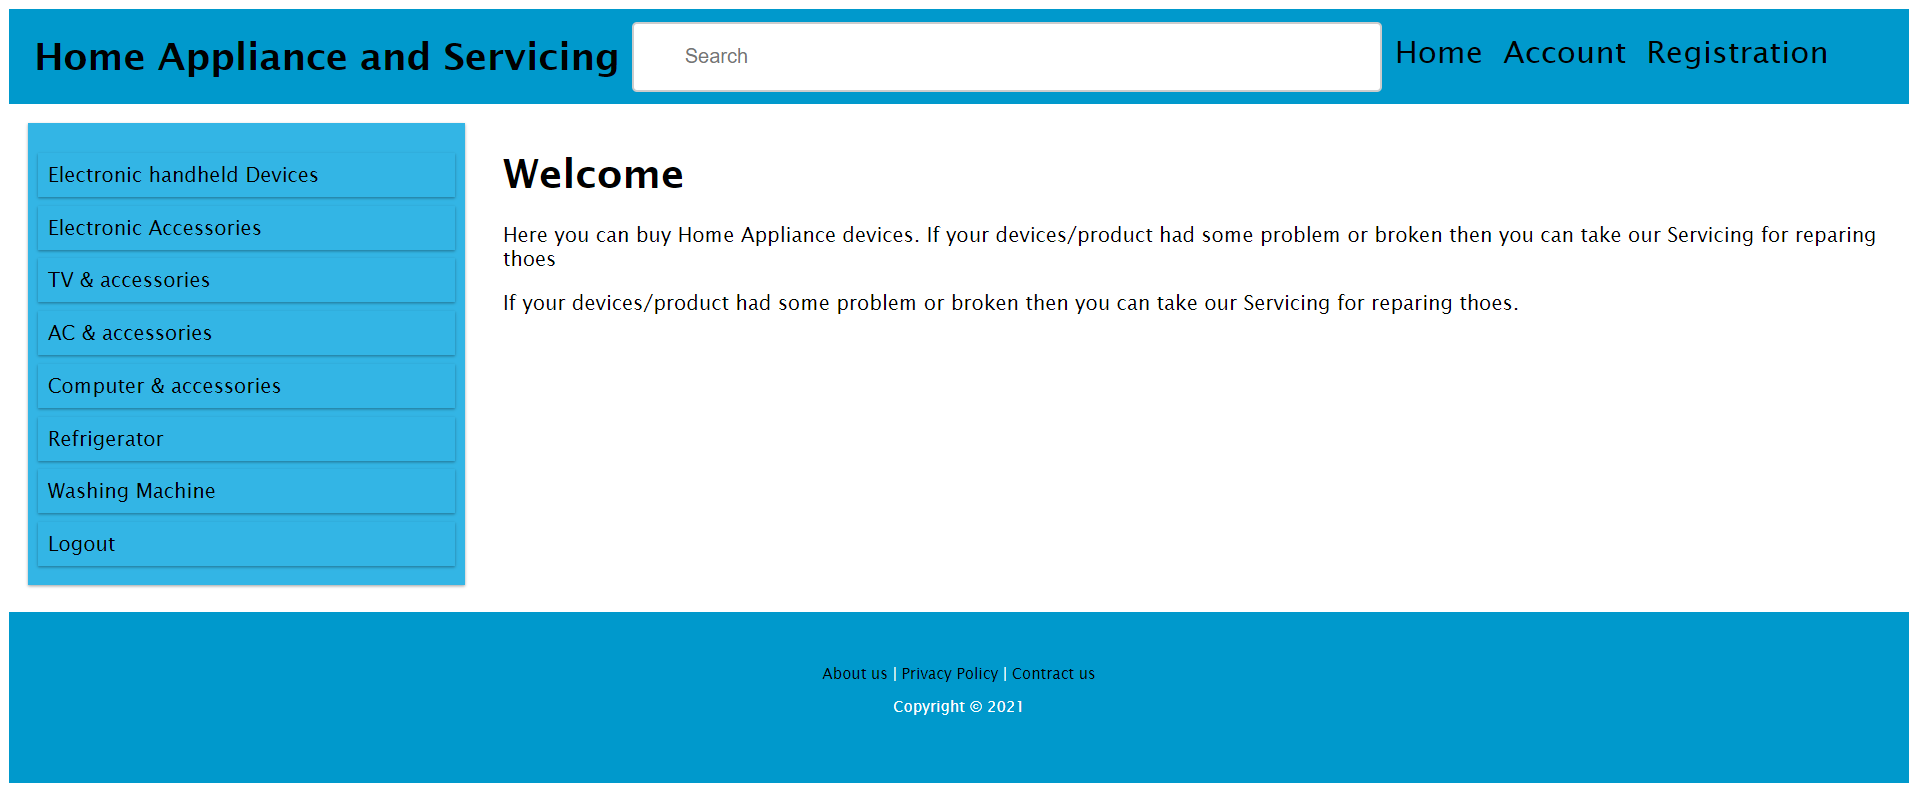 Home Appliance and Servicing
Search
Home Account Registration
Electronic handheld Devices
Electronic Accessories
TV & accessories
AC & accessories
Computer & accessories
Refrigerator
Washing Machine
Logout
Welcome
Here you can buy Home Appliance devices. If your devices/product had some problem or broken then you can take our Servicing for reparing
thoes
If your devices/product had some problem or broken then you can take our Servicing for reparing thoes.
About us | Privacy Policy | Contract us
Copyright © 2021